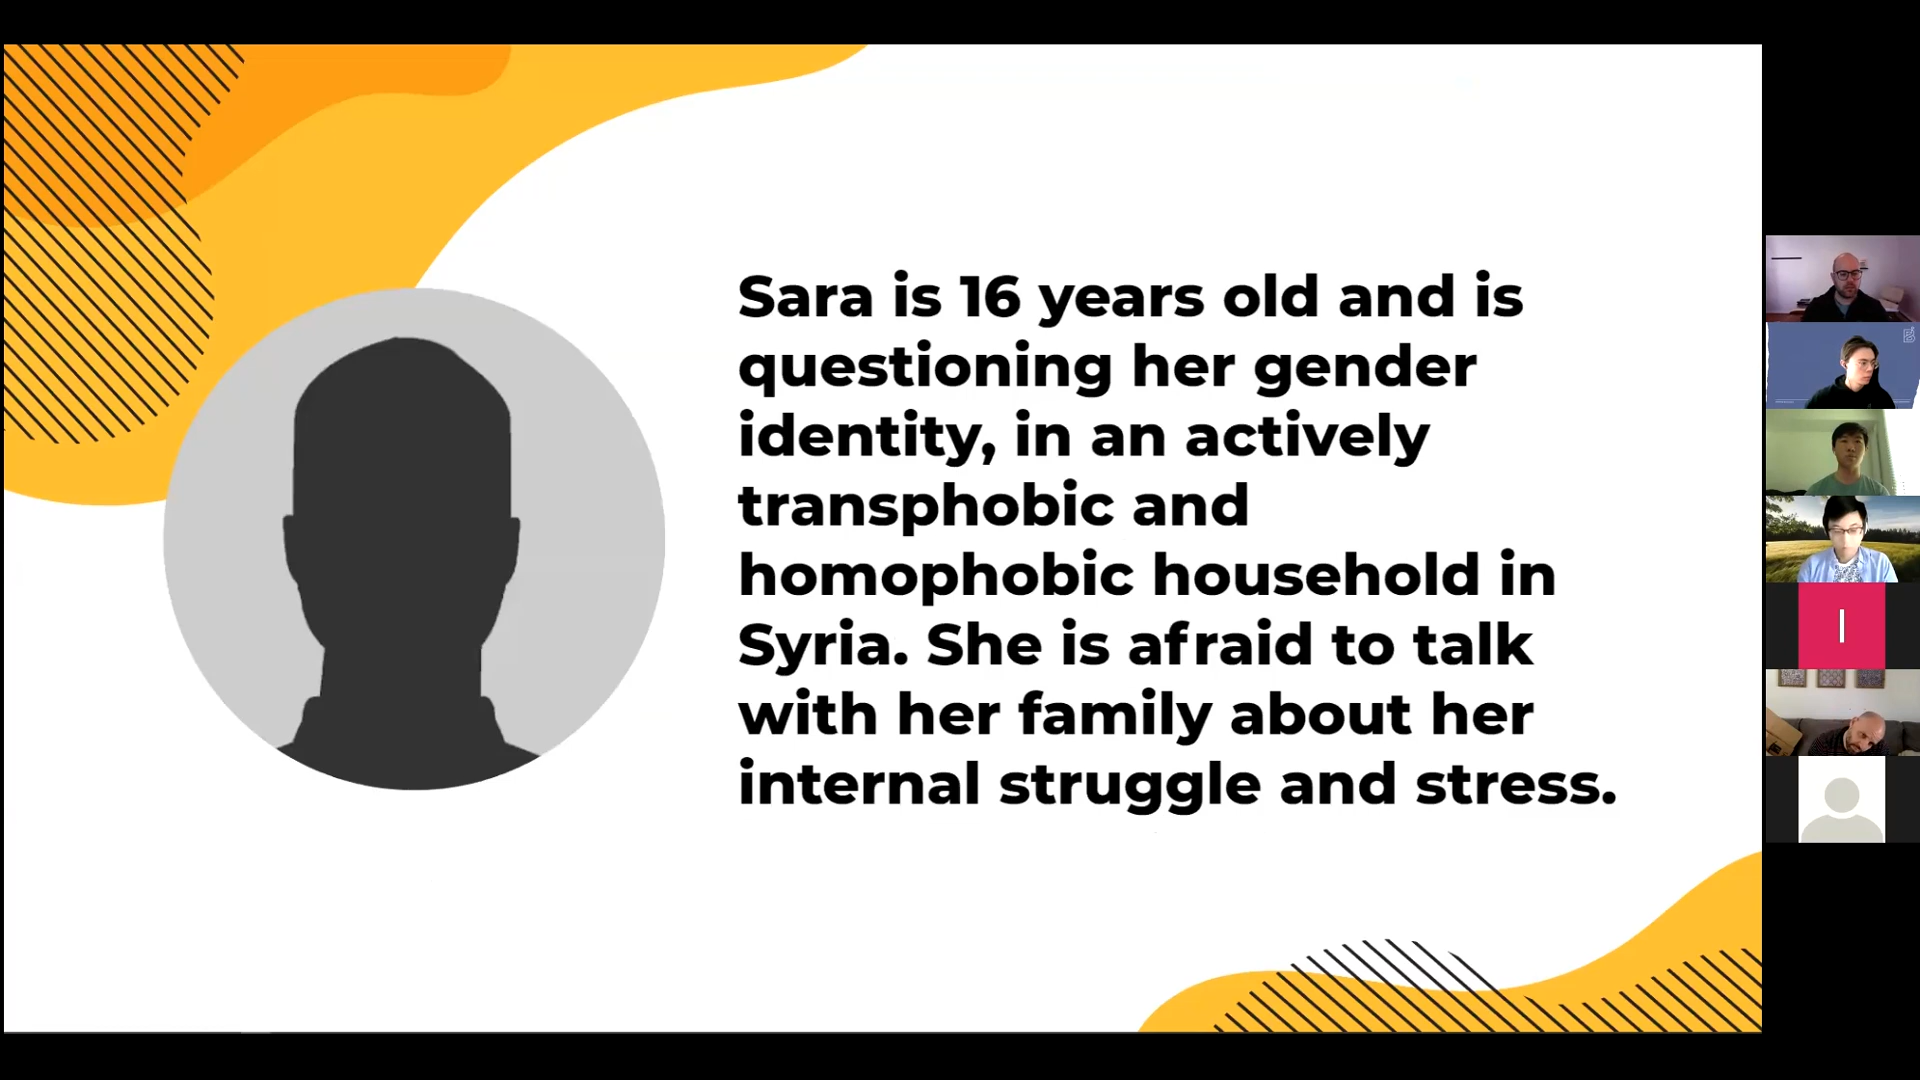 Sara is 16 years old and is
questioning her gender
identity, in an actively
transphobic and
homophobic household in
Syria. She is afraid to talk
with her family about her
internal struggle and stress.
I